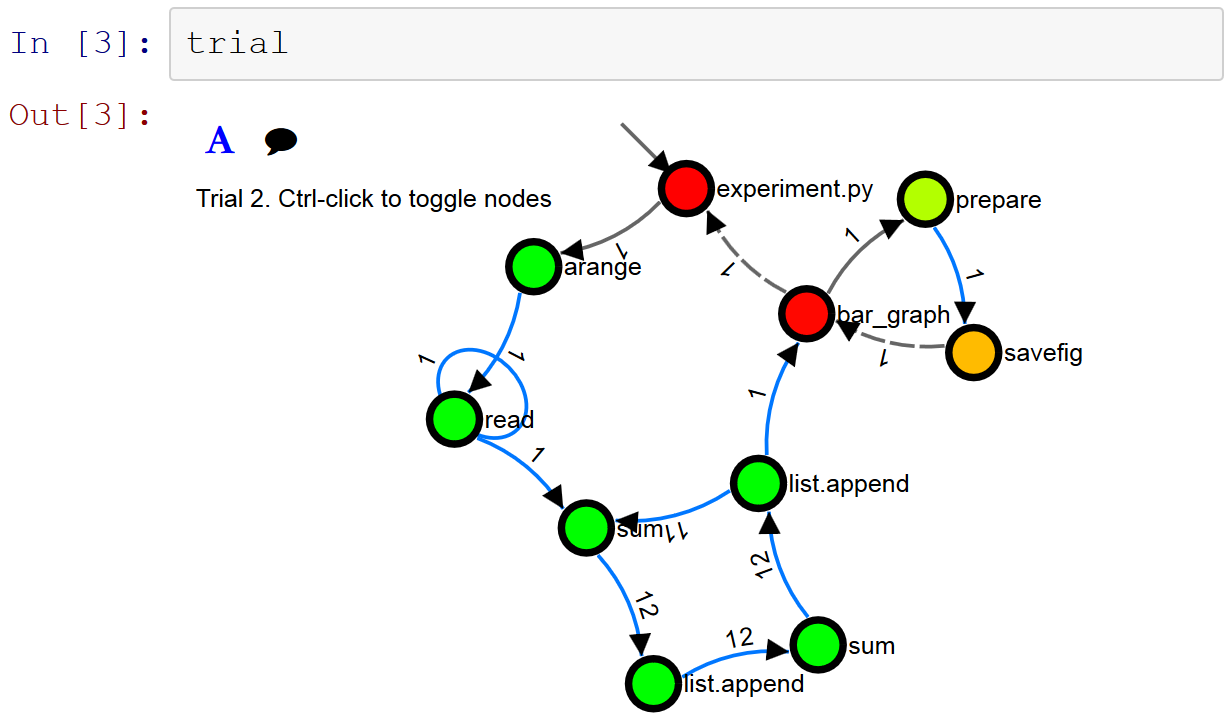 In [3]: trial
Out[3]:
A
Trial 2. Ctrl-click to toggle nodes
experiment.py
prepare
1
1
arange
1
1
bar_graph
1
savefig
1
1
1
read
1
1
list.append
sum
11
12
12
12
sum
list.append